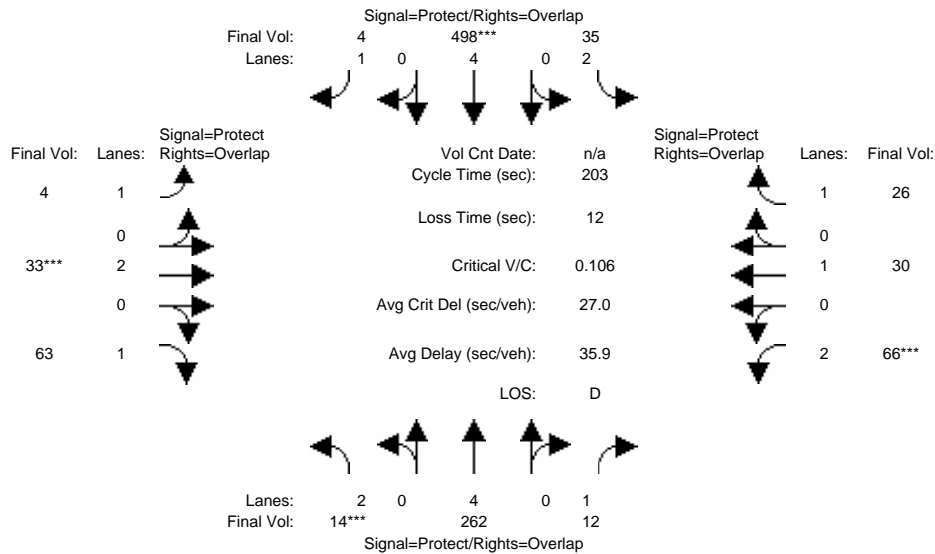 Signal=Protect/Rights=Overlap
Final Vol: 4 498*** 35
Lanes: 1 0 4 0 2
Signal=Protect Signal=Protect
Final Vol: Lanes: Rights=Overlap Vol Cnt Date: n/a Rights=Overlap Lanes: Final Vol:
Cycle Time (sec): 203
4 1 1 26
Loss Time (sec): 12
0 0
33*** 2 Critical V/C: 0.106 1 30
0 Avg Crit Del (sec/veh): 27.0 0
63 1 Avg Delay (sec/veh): 35.9 2 66***
LOS: D
Lanes: 2 0 4 0 1
Final Vol: 14*** 262 12
Signal=Protect/Rights=Overlap